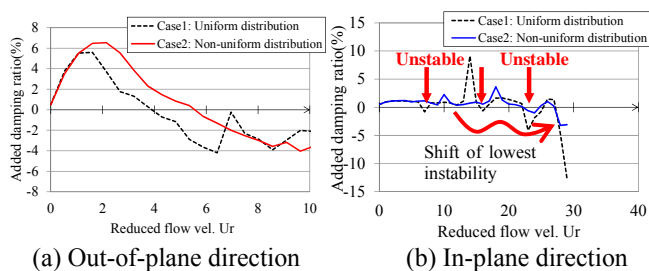 Case1: Uniform distribution
Case2: Non-uniform distribution
Added damping ratio(%)
8
6
4
2
0
-2
-4
-6
-8
0 2 4 6 8 10
Reduced flow vel. Ur
(a) Out-of-plane direction
Case1: Uniform distribution
Case2: Non-uniform distribution
Unstable Unstable
Added damping ratio(%)
15
10
5
0
-5
-10
-15
Shift of lowest
instability
0 10 20 30 40
Reduced flow vel. Ur
(b) In-plane direction